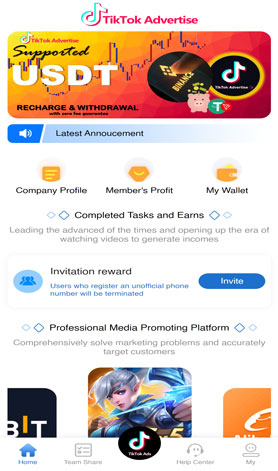 TikTok Advertise
TikTok Advertise
Supported
USDT
BINANCE
TikTok Advertise
RECHARGE & WITHDRAWAL
with zero fee guarantee
Latest Annoucement
Company Profile
Member's Profit
My Wallet
Completed Tasks and Earns
Leading the advanced of the times and opening up the era of
watching videos to generate incomes
Invitation reward
Users who register an unofficial phone
number will be terminated
Invite
Professional Media Promoting Platform
Comprehensively solve marketing problems and accurately
target customers
BIT
5
Home
Team Share
TikTok Ads
Help Center
My